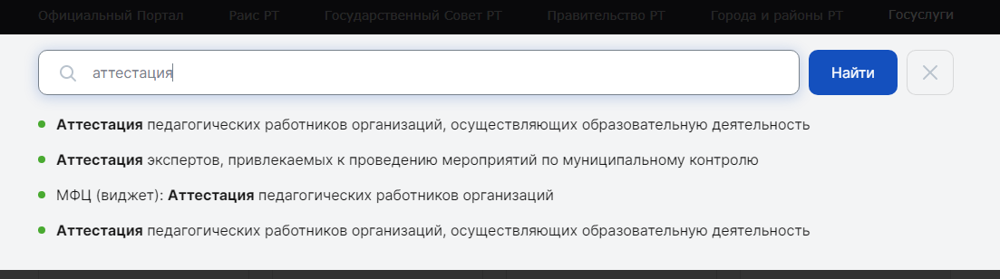 Официальный Портал Раис РТ Государственный Совет РТ Правительство РТ Города и районы РТ Госуслуги
аттестация Найти
Аттестация педагогических работников организаций, осуществляющих образовательную деятельность
Аттестация экспертов, привлекаемых к проведению мероприятий по муниципальному контролю
МФЦ (виджет): Аттестация педагогических работников организаций
Аттестация педагогических работников организаций, осуществляющих образовательную деятельность